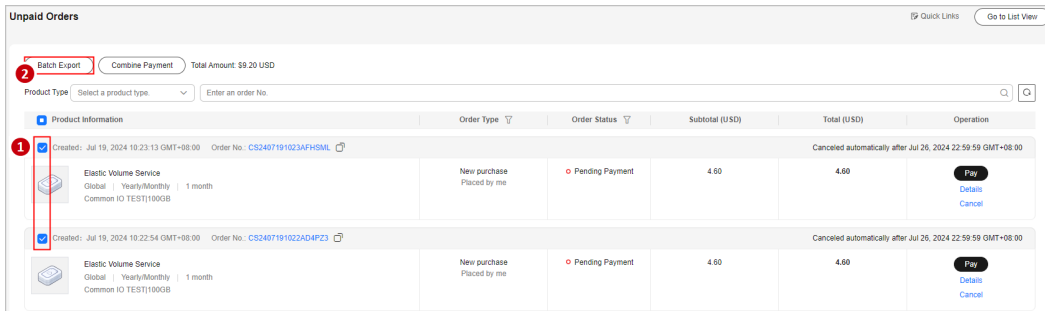 Unpaid Orders
Quick Links
Go to List View
Batch Export
Combine Payment
Total Amount: $9.20 USD
2
Product Type
Select a product type.
Enter an order No.
Product Information
Order Type
Order Status
Subtotal (USD)
Total (USD)
Operation
1
Created: Jul 19, 2024 10:23:13 GMT+08:00 Order No.: CS2407191023AFHSML
Canceled automatically after Jul 26, 2024 22:59:59 GMT+08:00
Elastic Volume Service
Global | Yearly/Monthly | 1 month
Common IO TEST|100GB
New purchase
Placed by me
Pending Payment
4.60
4.60
Pay
Details
Cancel
Created: Jul 19, 2024 10:22:54 GMT+08:00 Order No.: CS2407191022AD4PZ3
Canceled automatically after Jul 26, 2024 22:59:59 GMT+08:00
Elastic Volume Service
Global | Yearly/Monthly | 1 month
Common IO TEST|100GB
New purchase
Placed by me
Pending Payment
4.60
4.60
Pay
Details
Cancel